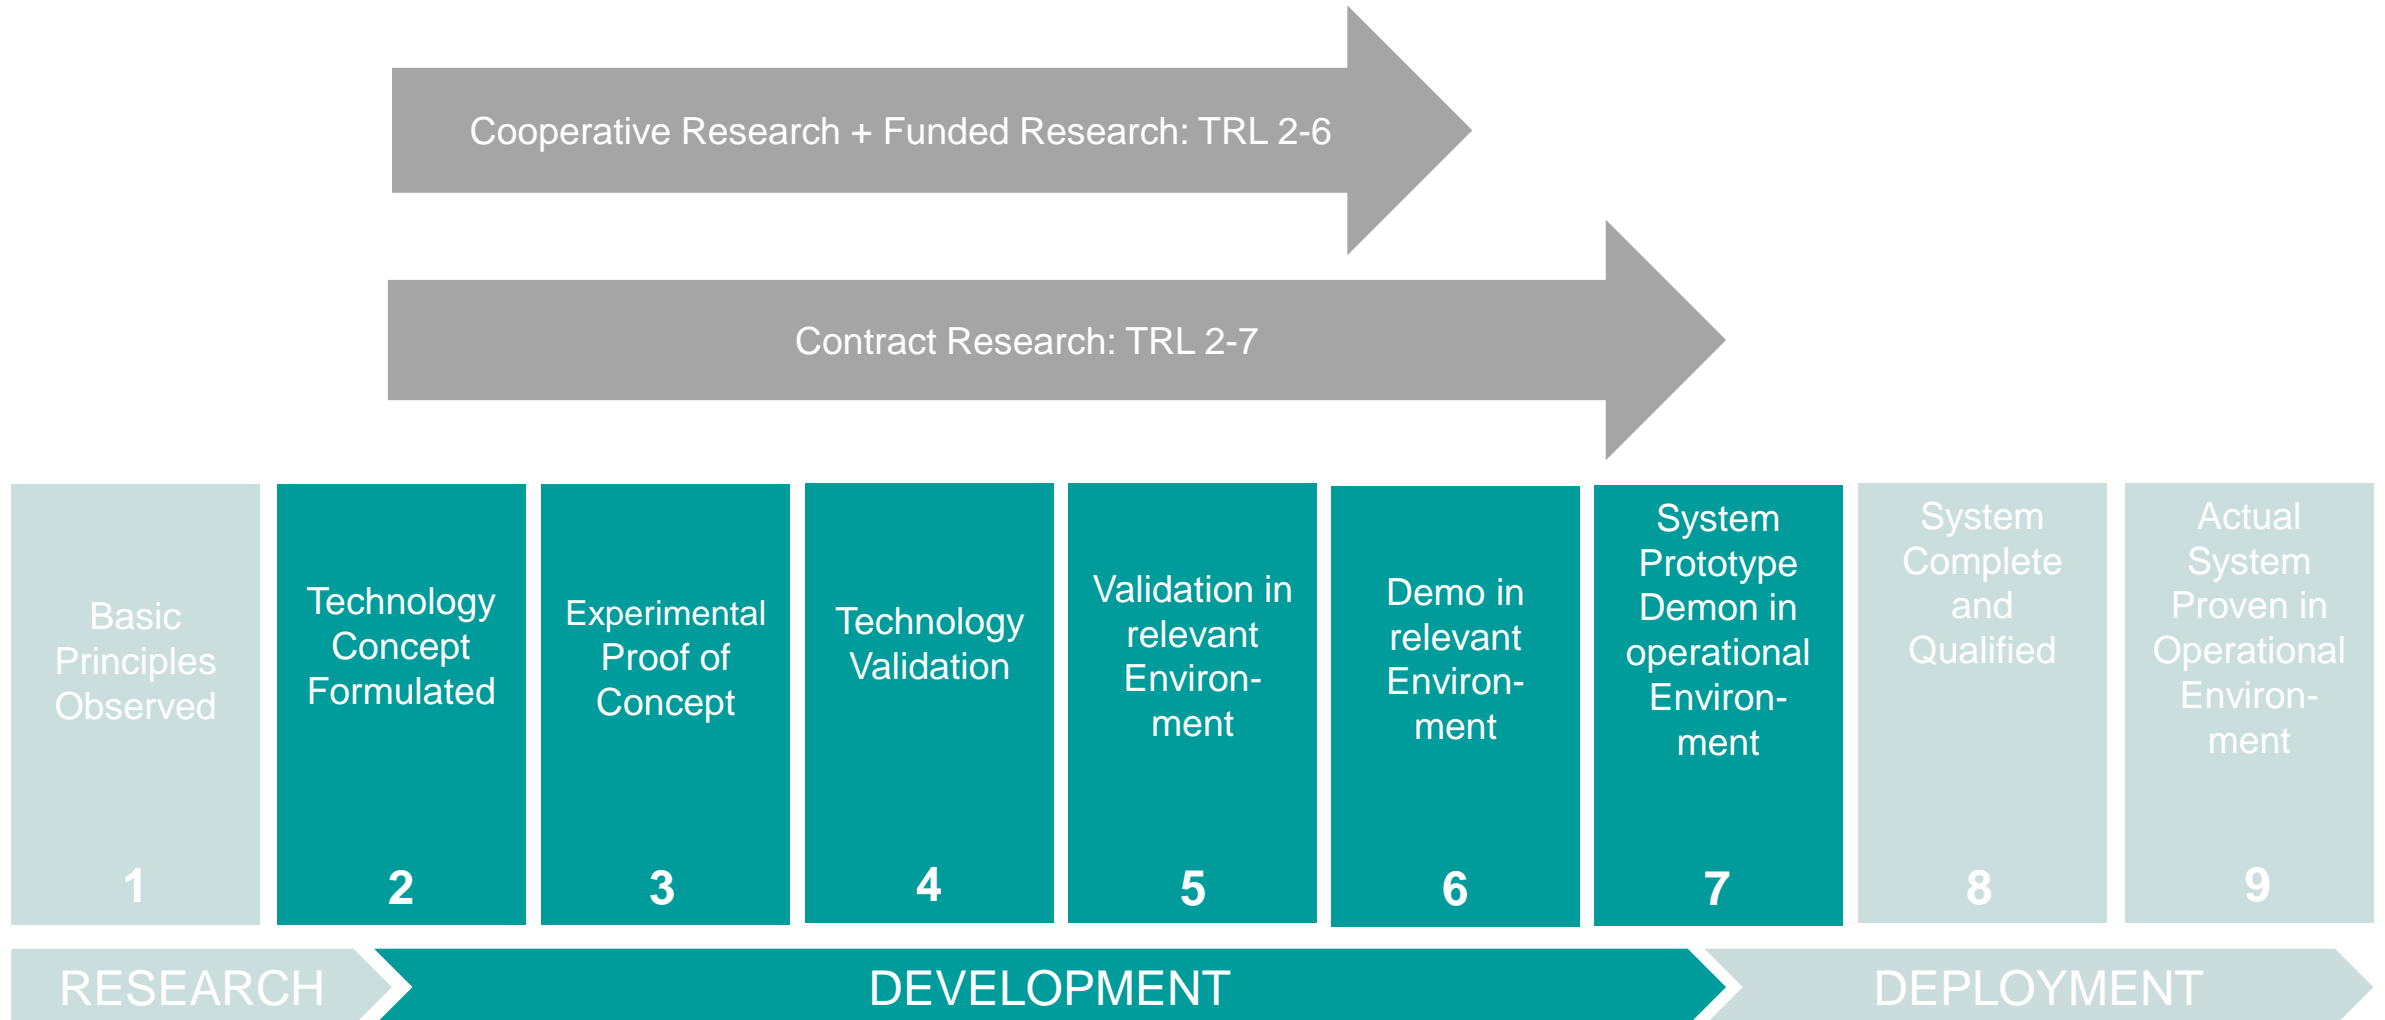 Cooperative Research + Funded Research: TRL 2-6
Contract Research: TRL 2-7
Basic
Principles
Observed
1
Technology
Concept
Formulated
2
Experimental
Proof of
Concept
3
Technology
Validation
4
Validation in
relevant
Environ-
ment
5
Demo in
relevant
Environ-
ment
6
System
Prototype
Demon in
operational
Environ-
ment
7
System
Complete
and
Qualified
8
Actual
System
Proven in
Operational
Environ-
ment
9
RESEARCH
DEVELOPMENT
DEPLOYMENT